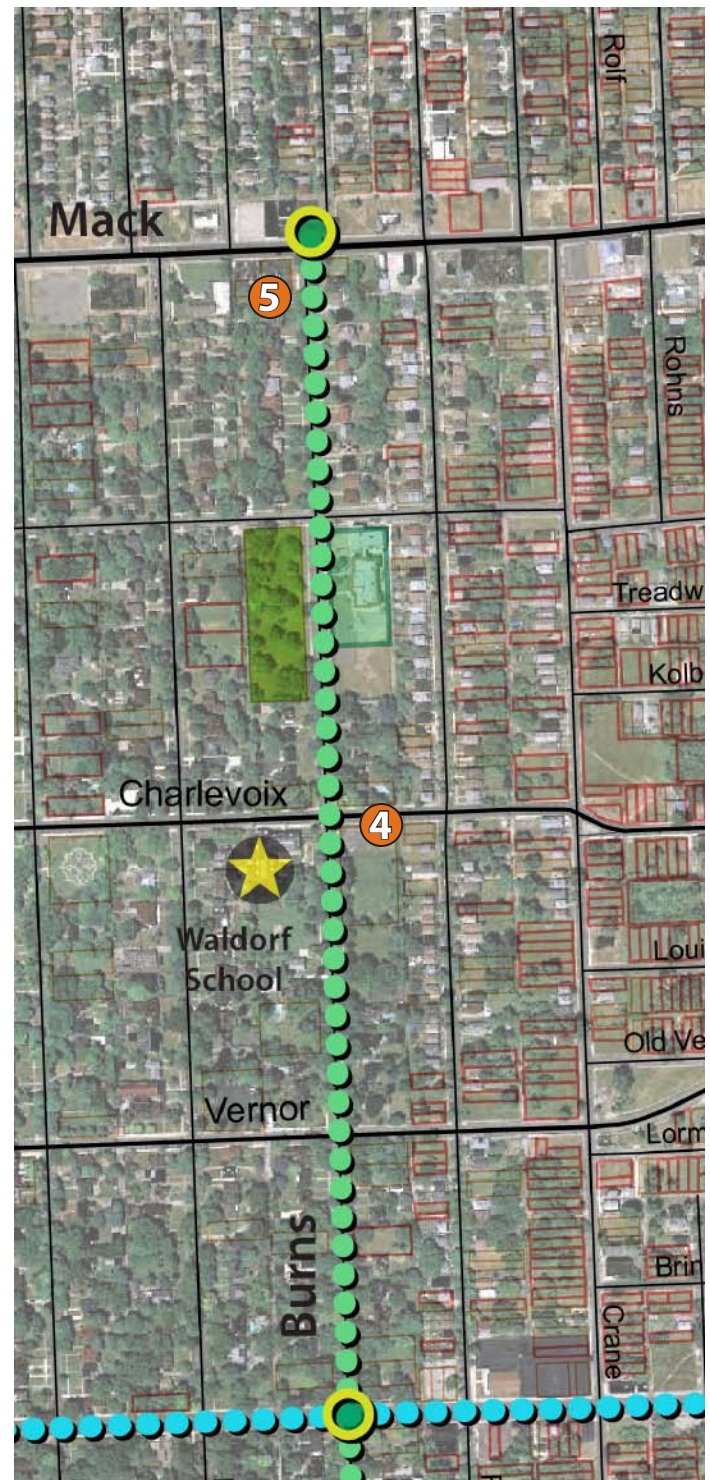 Rolf
Mack
5
Rohns
Treadw
Kolb
Charlevoix
4
Waldorf
School
Loui
Old Ve
Vernor
Lorm
Burns
Brin
Crane